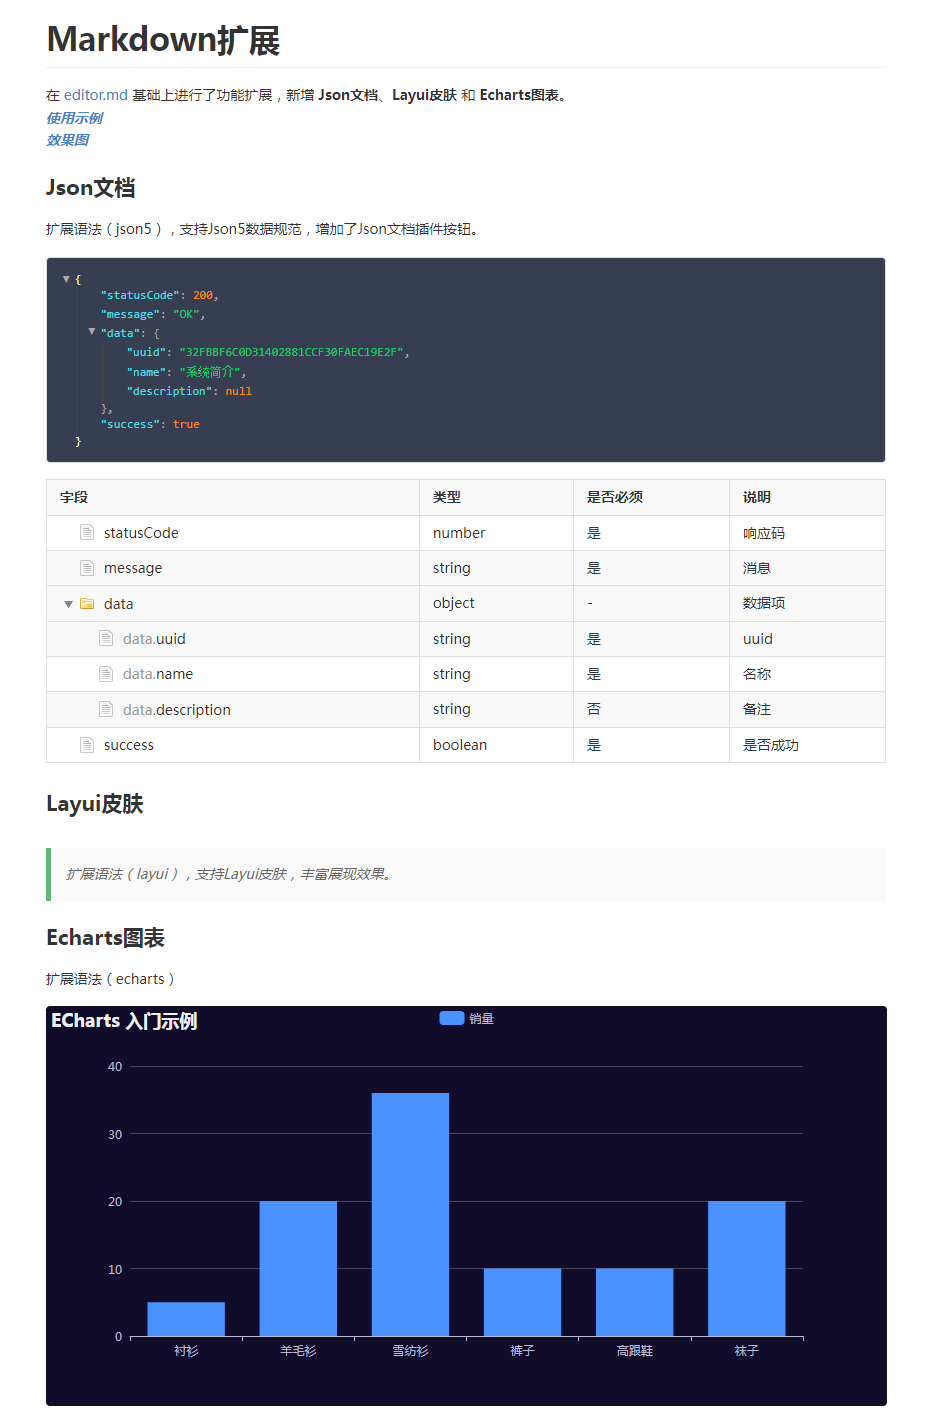 Markdown扩展
在 editor.md 基础上进行了功能扩展，新增 Json文档、Layui皮肤 和 Echarts图表。
使用示例
效果图
Json文档
扩展语法（json5），支持Json5数据规范，增加了Json文档插件按钮。
{
"statusCode": 200,
"message": "OK",
"data": {
"uuid": "32FBBF6C0D31402881CCF30FAEC19E2F",
"name": "系统简介",
"description": null
},
"success": true
}
字段 类型 是否必须 说明
statusCode number 是 响应码
message string 是 消息
data object - 数据项
data.uuid string 是 uuid
data.name string 是 名称
data.description string 否 备注
success boolean 是 是否成功
Layui皮肤
扩展语法（layui），支持Layui皮肤，丰富展现效果。
Echarts图表
扩展语法（echarts）
ECharts 入门示例 销量
40
30
20
10
0
衬衫 羊毛衫 雪纺衫 裤子 高跟鞋 袜子